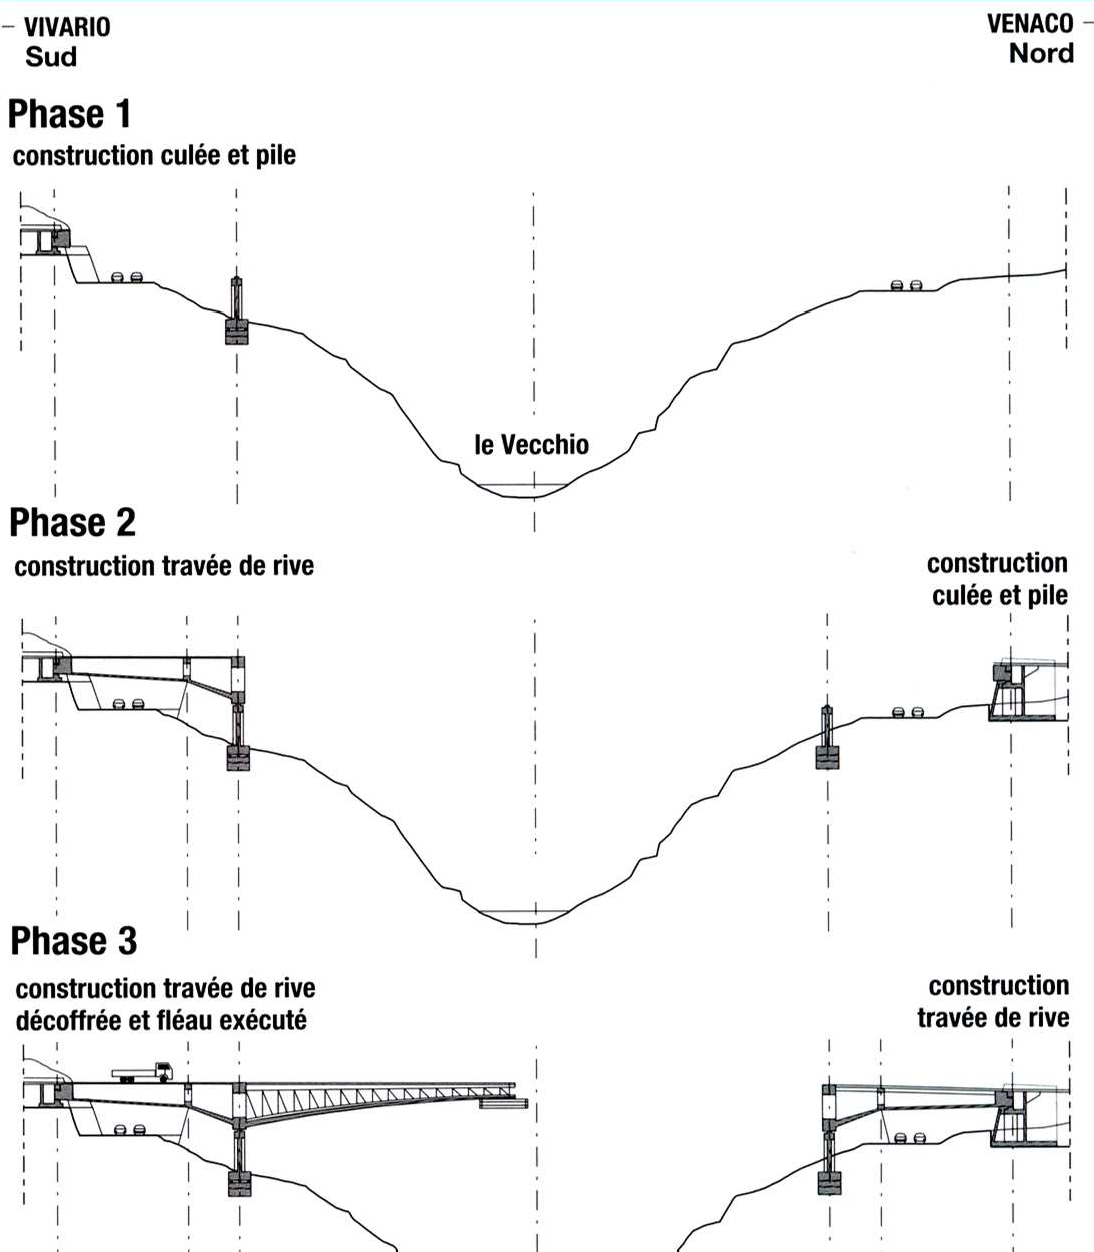 VIVARIO
Sud
VENACO
Nord
Phase 1
construction culée et pile
le Vecchio
Phase 2
construction travée de rive
construction
culée et pile
Phase 3
construction travée de rive
décoffrée et fléau exécuté
construction
travée de rive